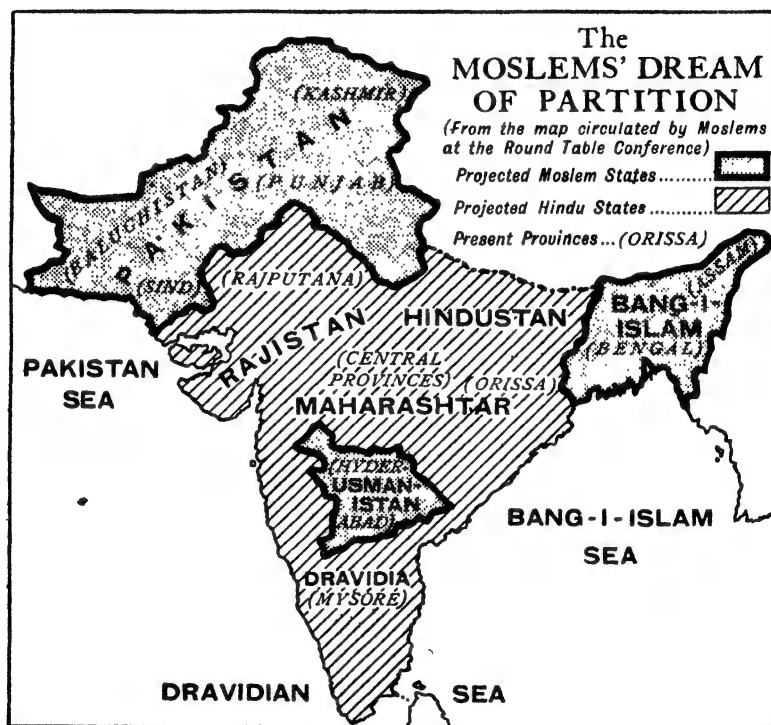 The
MOSLEMS' DREAM
OF PARTITION
(From the map circulated by Moslems
at the Round Table Conference)
Projected Moslem States..........
Projected Hindu States............
Present Provinces...(ORISSA)
(KASHMIR)
PAKISTAN
(PUNJAB)
(BALUCHISTAN)
(SIND)
(RAJPUTANA)
RAJISTAN
HINDUSTAN
(ASSAM)
BANG-I-
ISLAM
(BENGAL)
PAKISTAN
SEA
(CENTRAL
PROVINCES)
(ORISSA)
MAHARASHTAR
(HYDER-
USMAN-
ISTAN
ABAD)
BANG-I-ISLAM
SEA
DRAVIDIA
(MYSORE)
DRAVIDIAN SEA